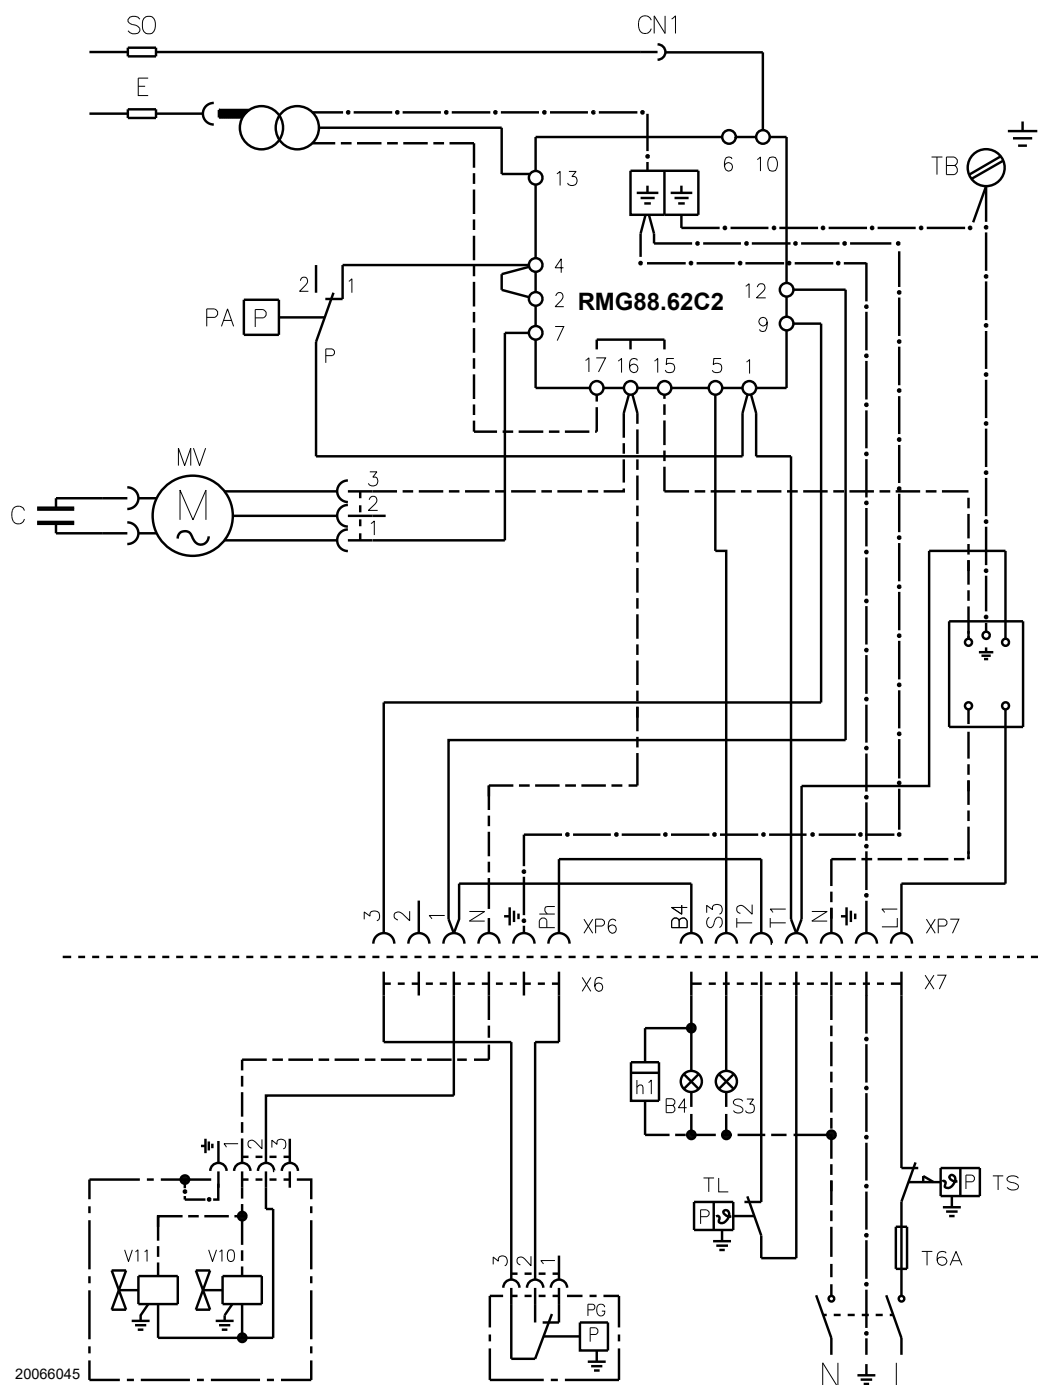 SO CN1
E
6 10
TB
13
4
2 1
2 RMG88.62C2 12
PA P
7 9
P
17 16 15 5 1
MV
3
C M 2
1
3 2 1 N Ph XP6 B4 S3 T2 T1 N L1 XP7
X6 X7
h1
B4 S3
1 2 3
TL P TS
P
V11 V10 3 2 1 T6A
PG
P
20066045
N L